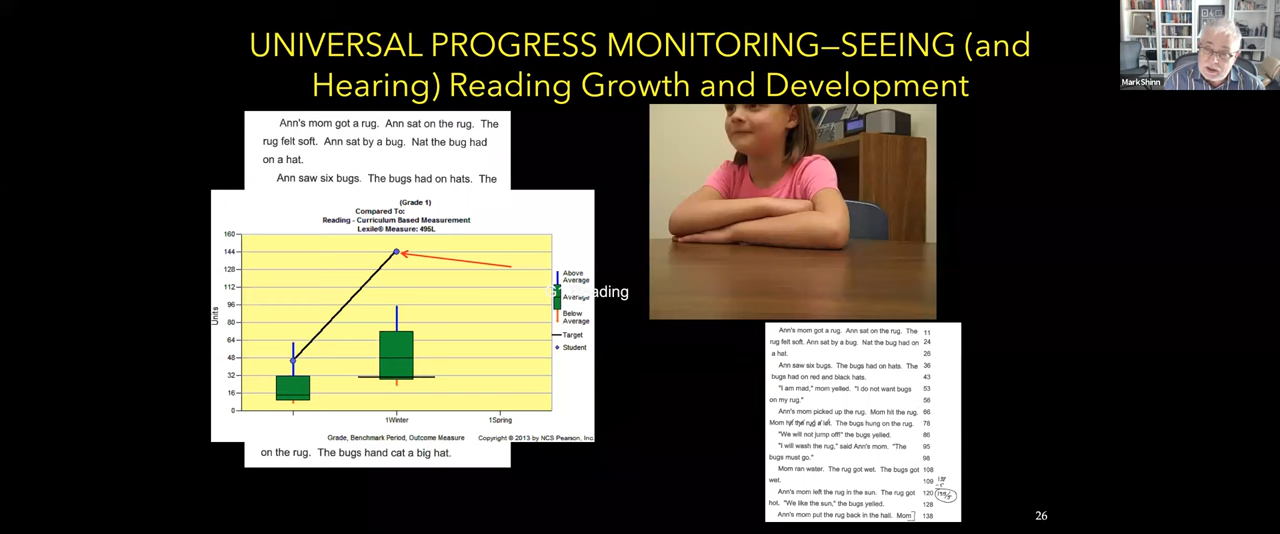 UNIVERSAL PROGRESS MONITORING—SEEING (and
Hearing) Reading Growth and Development
Mark Shinn
Ann's mom got a rug. Ann sat on the rug. The
rug felt soft. Ann sat by a bug. Nat the bug had
on a hat.
Ann saw six bugs. The bugs had on hats. The
(Grade 1)
Compared To:
Reading - Curriculum Based Measurement
Lexile® Measure: 495L
160
144
128
112
96
80
64
48
32
16
0
Units
1Winter
1Spring
Above
Average
Average
Below
Average
Target
Student
Grade, Benchmark Period, Outcome Measure
Copyright © 2013 by NCS Pearson, Inc.
on the rug. The bugs hand cat a big hat.
Ann's mom got a rug. Ann sat on the rug. The 11
rug felt soft. Ann sat by a bug. Nat the bug had on 24
a hat. 26
Ann saw six bugs. The bugs had on hats. The 36
bugs had on red and black hats. 43
"I am mad," mom yelled. "I do not want bugs 53
on my rug." 56
Ann's mom picked up the rug. Mom hit the rug. 66
Mom hit the rug a lot. The bugs hung on the rug. 78
"We will not jump off!" the bugs yelled. 86
"I will wash the rug," said Ann's mom. "The 95
bugs must go." 98
Mom ran water. The rug got wet. The bugs got 108
wet. 109
Ann's mom left the rug in the sun. The rug got 120
hot. "We like the sun," the bugs yelled. 128
Ann's mom put the rug back in the hall. Mom 138
26